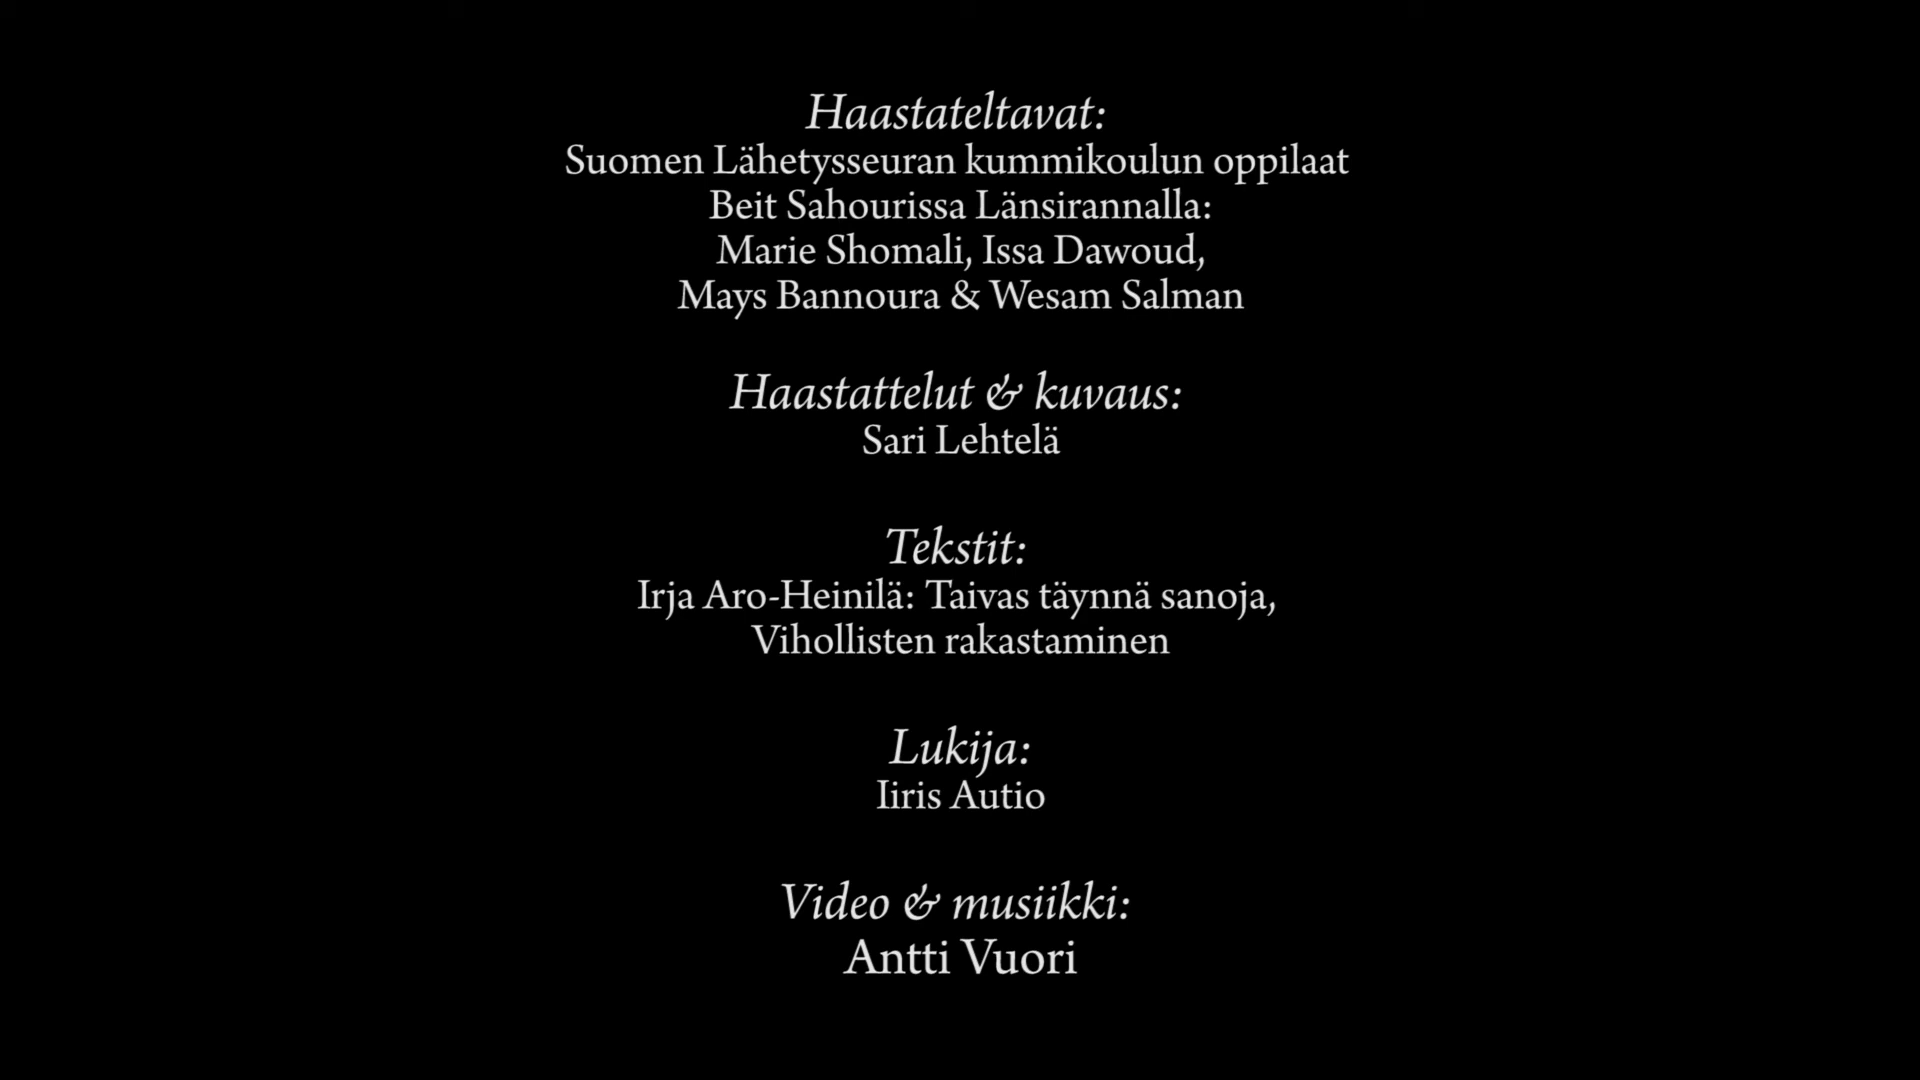 Haastateltavat:
Suomen Lähetysseuran kummikoulun oppilaat
Beit Sahourissa Länsirannalla:
Marie Shomali, Issa Dawoud,
Mays Bannoura & Wesam Salman
Haastattelut & kuvaus:
Sari Lehtelä
Tekstit:
Irja Aro-Heinilä: Taivas täynnä sanoja,
Vihollisten rakastaminen
Lukija:
Iiris Autio
Video & musiikki:
Antti Vuori